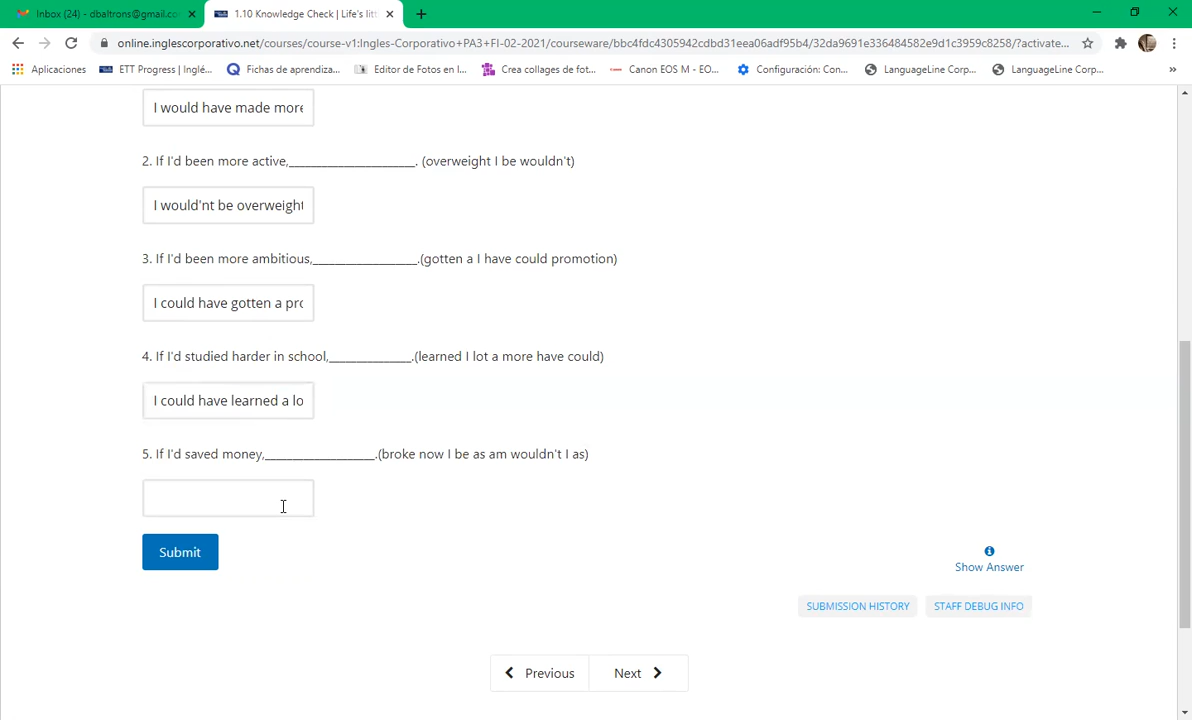 Inbox (24) - dbaltrons@gmail.co
1.10 Knowledge Check | Life's litt
online.inglescorporativo.net/courses/course-v1:Ingles-Corporativo+PA3+FI-02-2021/courseware/bbc4fdc4305942cdbd31eea06adf95b4/32da9691e336484582e9d1c3959c8258/?activate...
Aplicaciones ETT Progress | Inglé... Fichas de aprendiza... Editor de Fotos en l... Crea collages de fot... Canon EOS M - EO... Configuración: Con... LanguageLine Corp... LanguageLine Corp... »
I would have made more
2. If I'd been more active,______________________. (overweight I be wouldn't)
I would'nt be overweight
3. If I'd been more ambitious,__________________.(gotten a I have could promotion)
I could have gotten a pro
4. If I'd studied harder in school,______________.(learned I lot a more have could)
I could have learned a lo
5. If I'd saved money,___________________.(broke now I be as am wouldn't I as)
Submit
Show Answer
SUBMISSION HISTORY STAFF DEBUG INFO
Previous Next